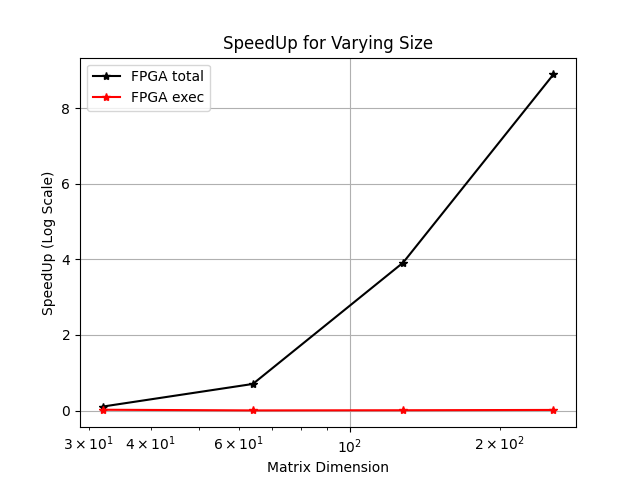 SpeedUp for Varying Size
FPGA total
FPGA exec
SpeedUp (Log Scale)
8
6
4
2
0
3 × 10¹
4 × 10¹
6 × 10¹
10²
2 × 10²
Matrix Dimension